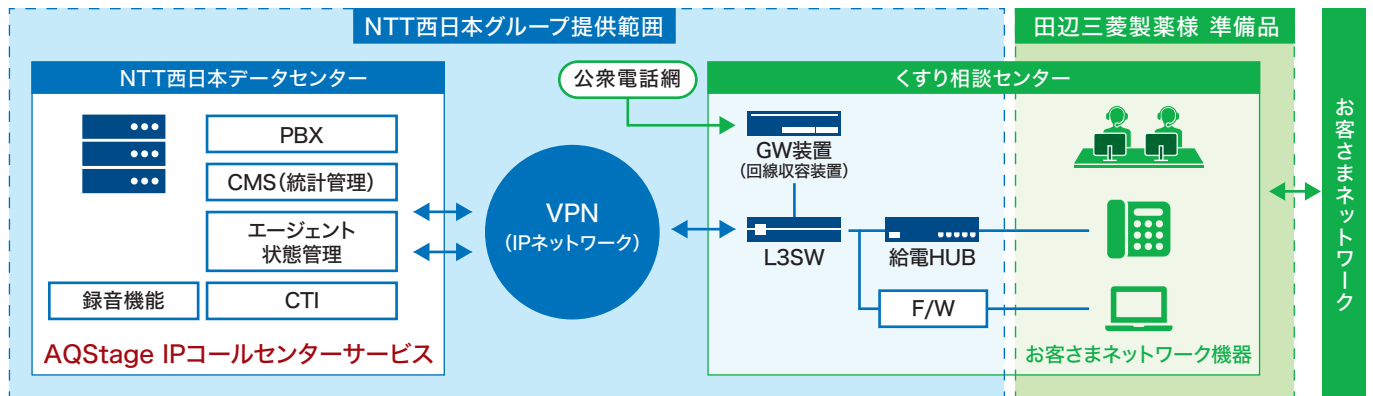 NTT西日本グループ提供範囲
田辺三菱製薬様 準備品
NTT西日本データセンター
公衆電話網
くすり相談センター
PBX
CMS(統計管理)
エージェント
状態管理
録音機能
CTI
AQStage IPコールセンターサービス
VPN
(IPネットワーク)
GW装置
(回線収容装置)
L3SW
給電HUB
F/W
お客さまネットワーク機器
お客さまネットワーク